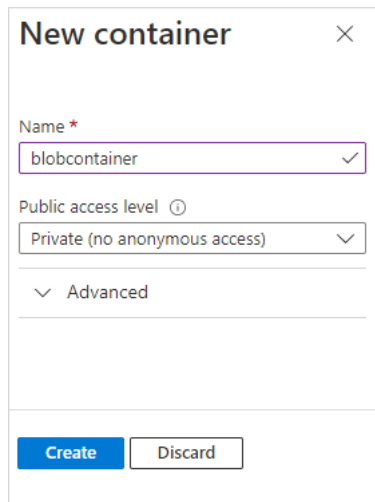 New container
Name *
blobcontainer
Public access level
Private (no anonymous access)
Advanced
Create Discard